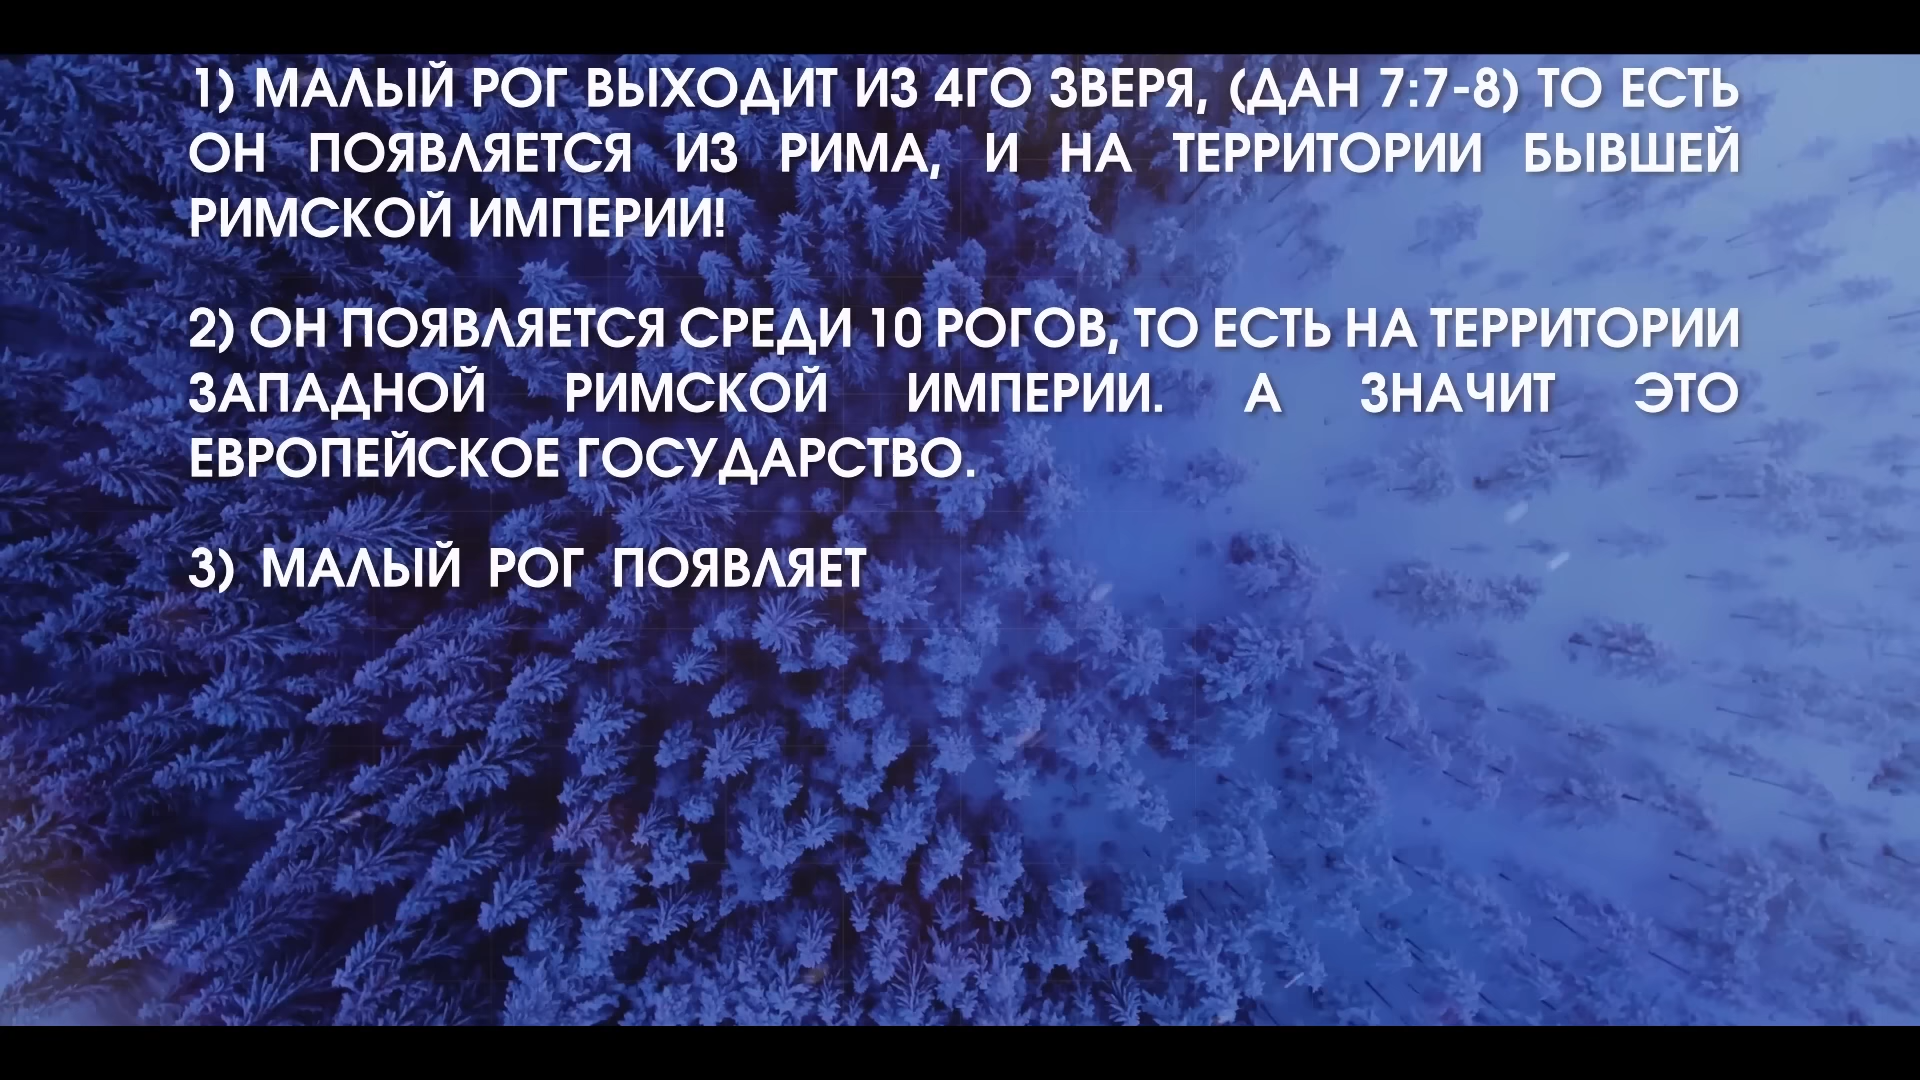 1) МАЛЫЙ РОГ ВЫХОДИТ ИЗ 4ГО ЗВЕРЯ, (ДАН 7:7-8) ТО ЕСТЬ
ОН ПОЯВЛЯЕТСЯ ИЗ РИМА, И НА ТЕРРИТОРИИ БЫВШЕЙ
РИМСКОЙ ИМПЕРИИ!
2) ОН ПОЯВЛЯЕТСЯ СРЕДИ 10 РОГОВ, ТО ЕСТЬ НА ТЕРРИТОРИИ
ЗАПАДНОЙ РИМСКОЙ ИМПЕРИИ. А ЗНАЧИТ ЭТО
ЕВРОПЕЙСКОЕ ГОСУДАРСТВО.
3) МАЛЫЙ РОГ ПОЯВЛЯЕТ